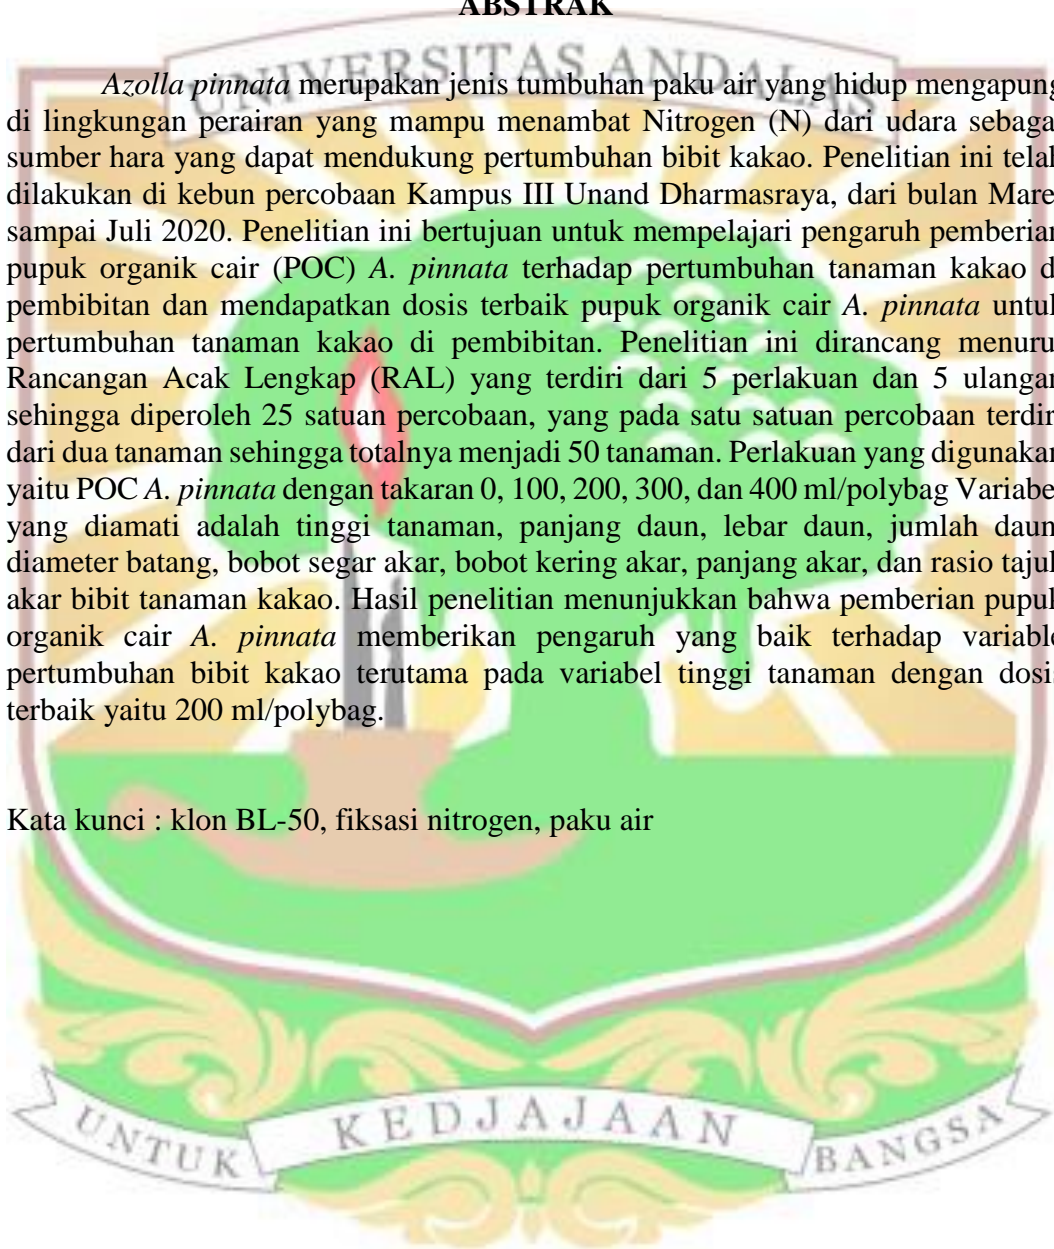 ABSTRAK
UNIVERSITAS ANDALAS
Azolla pinnata merupakan jenis tumbuhan paku air yang hidup mengapung
di lingkungan perairan yang mampu menambat Nitrogen (N) dari udara sebaga
sumber hara yang dapat mendukung pertumbuhan bibit kakao. Penelitian ini telah
dilakukan di kebun percobaan Kampus III Unand Dharmasraya, dari bulan Mare
sampai Juli 2020. Penelitian ini bertujuan untuk mempelajari pengaruh pemberian
pupuk organik cair (POC) A. pinnata terhadap pertumbuhan tanaman kakao d
pembibitan dan mendapatkan dosis terbaik pupuk organik cair A. pinnata untuk
pertumbuhan tanaman kakao di pembibitan. Penelitian ini dirancang menuru
Rancangan Acak Lengkap (RAL) yang terdiri dari 5 perlakuan dan 5 ulangan
sehingga diperoleh 25 satuan percobaan, yang pada satu satuan percobaan terdir
dari dua tanaman sehingga totalnya menjadi 50 tanaman. Perlakuan yang digunakan
yaitu POC A. pinnata dengan takaran 0, 100, 200, 300, dan 400 ml/polybag Variabe
yang diamati adalah tinggi tanaman, panjang daun, lebar daun, jumlah daun
diameter batang, bobot segar akar, bobot kering akar, panjang akar, dan rasio tajuk
akar bibit tanaman kakao. Hasil penelitian menunjukkan bahwa pemberian pupuk
organik cair A. pinnata memberikan pengaruh yang baik terhadap variable
pertumbuhan bibit kakao terutama pada variabel tinggi tanaman dengan dosis
terbaik yaitu 200 ml/polybag.
Kata kunci : klon BL-50, fiksasi nitrogen, paku air
UNTUK KEDJAJAAN BANGSA